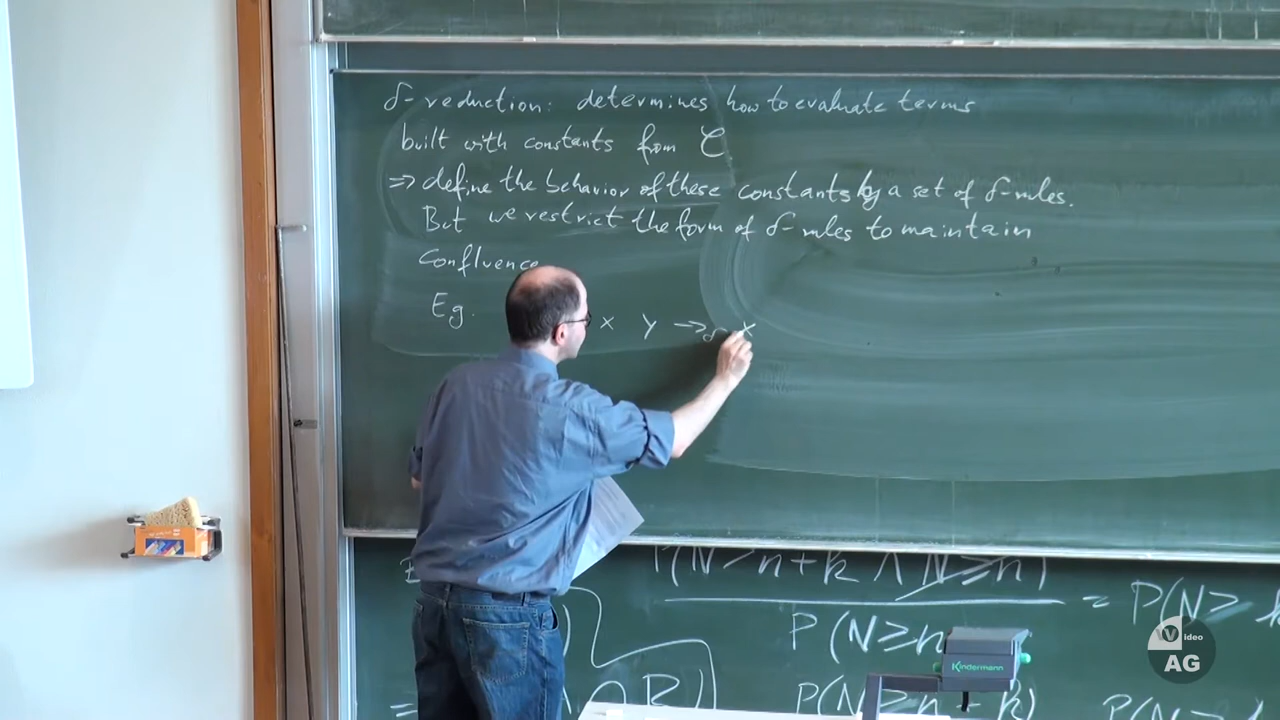 δ-reduction: determines how to evaluate terms
built with constants from C
=> define the behavior of these constants by a set of δ-rules.
But we restrict the form of δ-rules to maintain
Confluence
Eg. x y →δ x
P(N≥n+k ∧ N≥n)
= P(N≥
P(N≥n
P(N≥n+k)
Kindermann
Video
AG